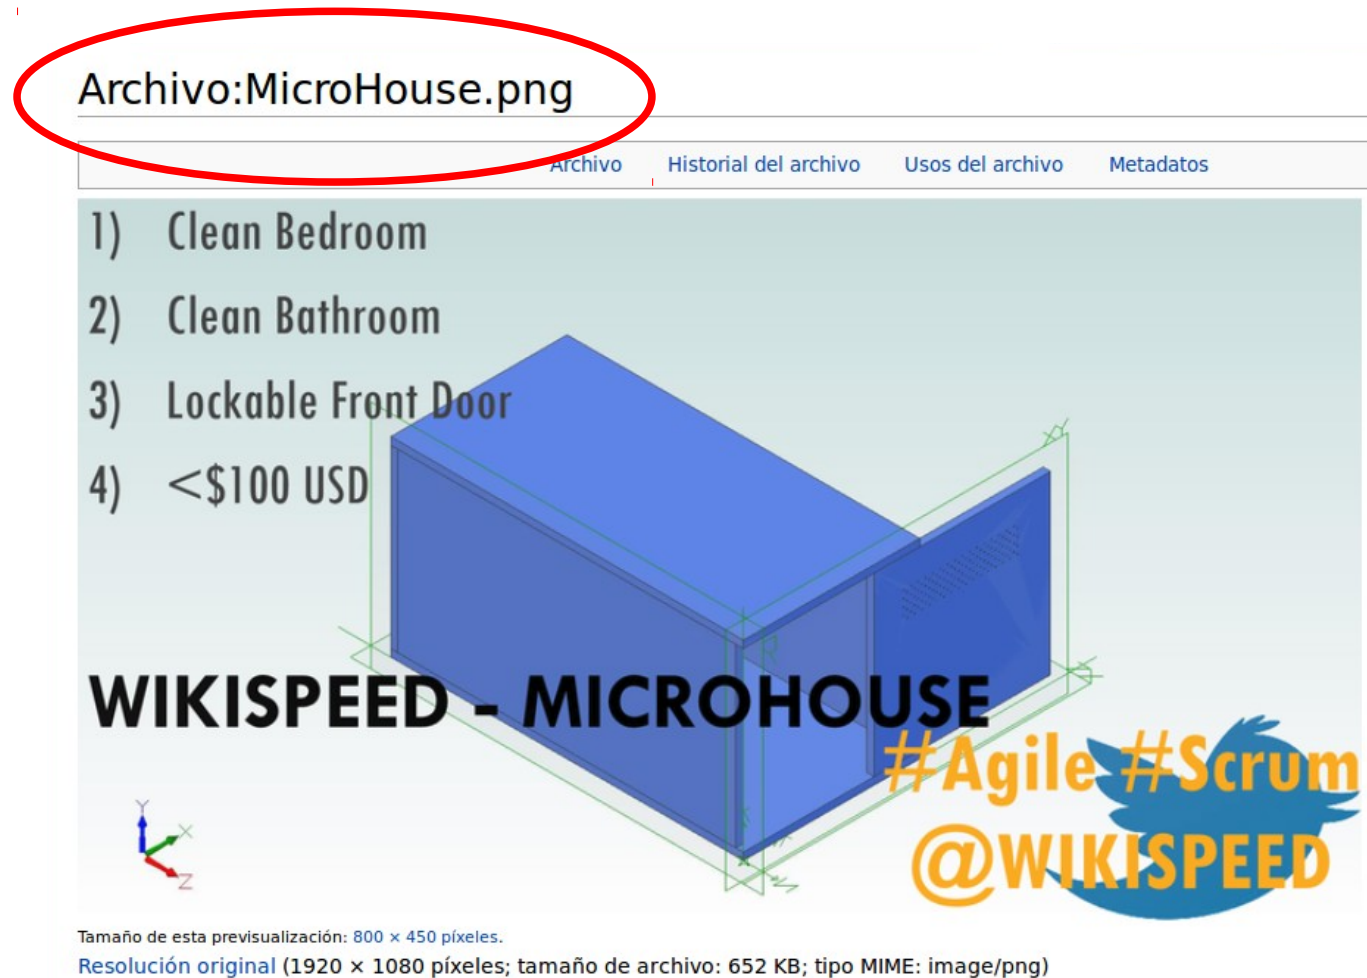 Archivo:MicroHouse.png
Archivo Historial del archivo Usos del archivo Metadatos
1) Clean Bedroom
2) Clean Bathroom
3) Lockable Front Door
4) <$100 USD
WIKISPEED - MICROHOUSE
#Agile #Scrum
@WIKISPEED
Y
X
Z
Tamaño de esta previsualización: 800 × 450 píxeles.
Resolución original (1920 × 1080 píxeles; tamaño de archivo: 652 KB; tipo MIME: image/png)